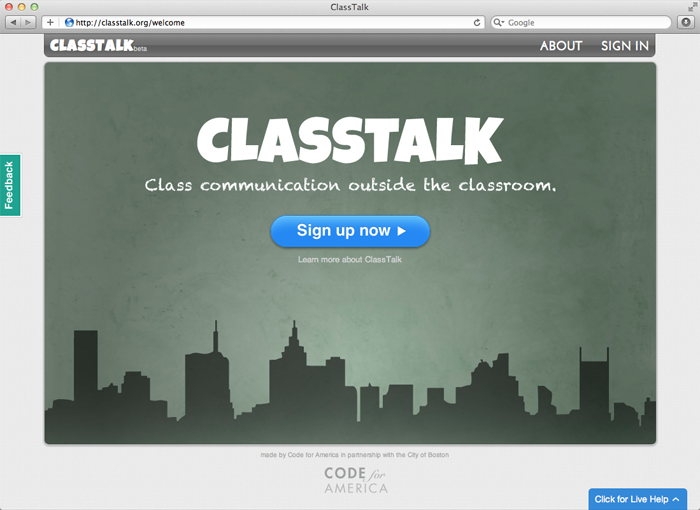 ClassTalk
http://classtalk.org/welcome
Google
CLASSTALK beta
ABOUT SIGN IN
CLASSTALK
Class communication outside the classroom.
Feedback
Sign up now
Learn more about ClassTalk
made by Code for America in partnership with the City of Boston
CODE for
AMERICA
Click for Live Help